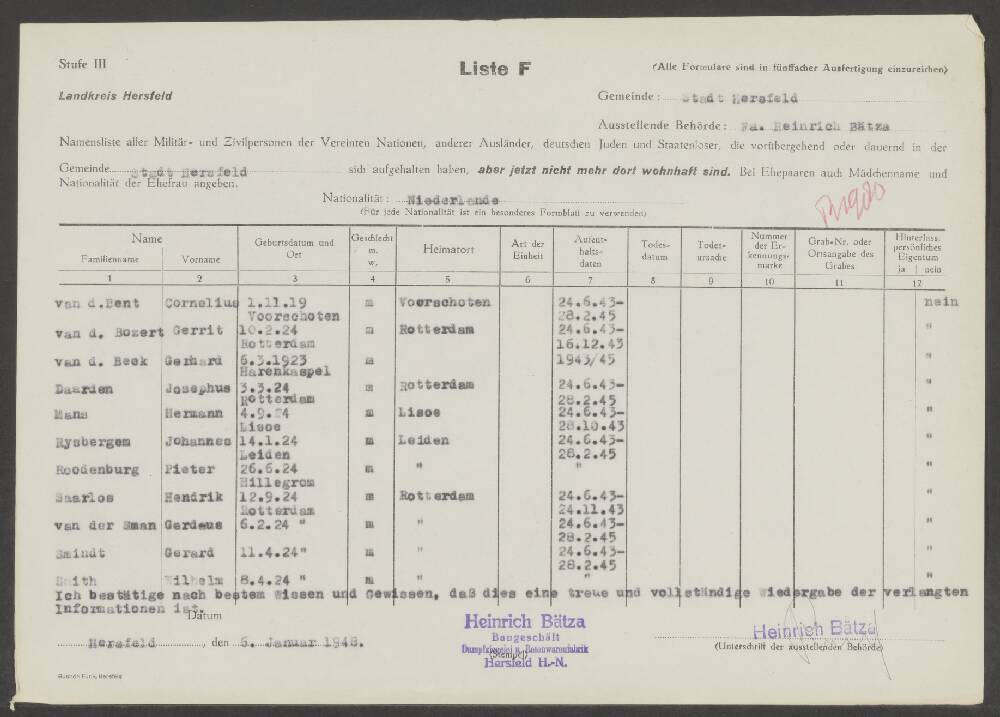 Stufe III
Liste F
(Alle Formulare sind in fünffacher Ausfertigung einzureichen)
Landkreis Hersfeld
Gemeinde: Stadt Hersfeld
Ausstellende Behörde: Fa. Heinrich Bätza
Namensliste aller Militär- und Zivilpersonen der Vereinten Nationen, anderer Ausländer, deutschen Juden und Staatenloser, die vorübergehend oder dauernd in der
Gemeinde Stadt Hersfeld sich aufgehalten haben, aber jetzt nicht mehr dort wohnhaft sind. Bei Ehepaaren auch Mädchenname und
Nationalität der Ehefrau angeben.
Nationalität: Niederlande
(Für jede Nationalität ist ein besonderes Formblatt zu verwenden)
Name Geburtsdatum und Ort Geschlecht m. w. Heimatort Art der Einheit Aufent-halts-daten Todes-datum Todes-ursache Nummer der Er-kennungs-marke Grab-Nr. oder Ortsangabe des Grabes Hinterlass. persönliches Eigentum
Familienname Vorname ja nein
1 2 3 4 5 6 7 8 9 10 11 12
van d.Bent Cornelius 1.11.19 m Voorschoten 24.6.43- nein
Voorschoten 28.2.45
van d. Bozert Gerrit 10.2.24 m Rotterdam 24.6.43- "
Rotterdam 16.12.43
van d. Beek Gerhard 6.3.1923 m 1943/45 "
Harenkaspel
Daarden Josephus 3.3.24 m Rotterdam 24.6.43- "
Rotterdam 28.2.45
Mans Hermann 4.9.24 m Lisoe 24.6.43- "
Lisoe 28.10.43
Rysbergem Johannes 14.1.24 m Leiden 24.6.43- "
Leiden 28.2.45
Roodenburg Pieter 26.6.24 m " " "
Hillegrom
Saarlos Hendrik 12.9.24 m Rotterdam 24.6.43- "
Rotterdam 24.11.43
van der Sman Gerdeus 6.2.24 " m " 24.6.43- "
28.2.45
Smindt Gerard 11.4.24" m " 24.6.43- "
28.2.45
Smith Wilhelm 8.4.24 " m " " "
Ich bestätige nach bestem Wissen und Gewissen, daß dies eine treue und vollständige Wiedergabe der verlangten
Informationen ist.
Datum
Hersfeld, den 5. Januar 1948.
Heinrich Bätza
Baugeschäft
Dampfziegelei u. Betonwarenfabrik
(Stempel)
Hersfeld H.-N.
Heinrich Bätza
(Unterschrift der ausstellenden Behörde)